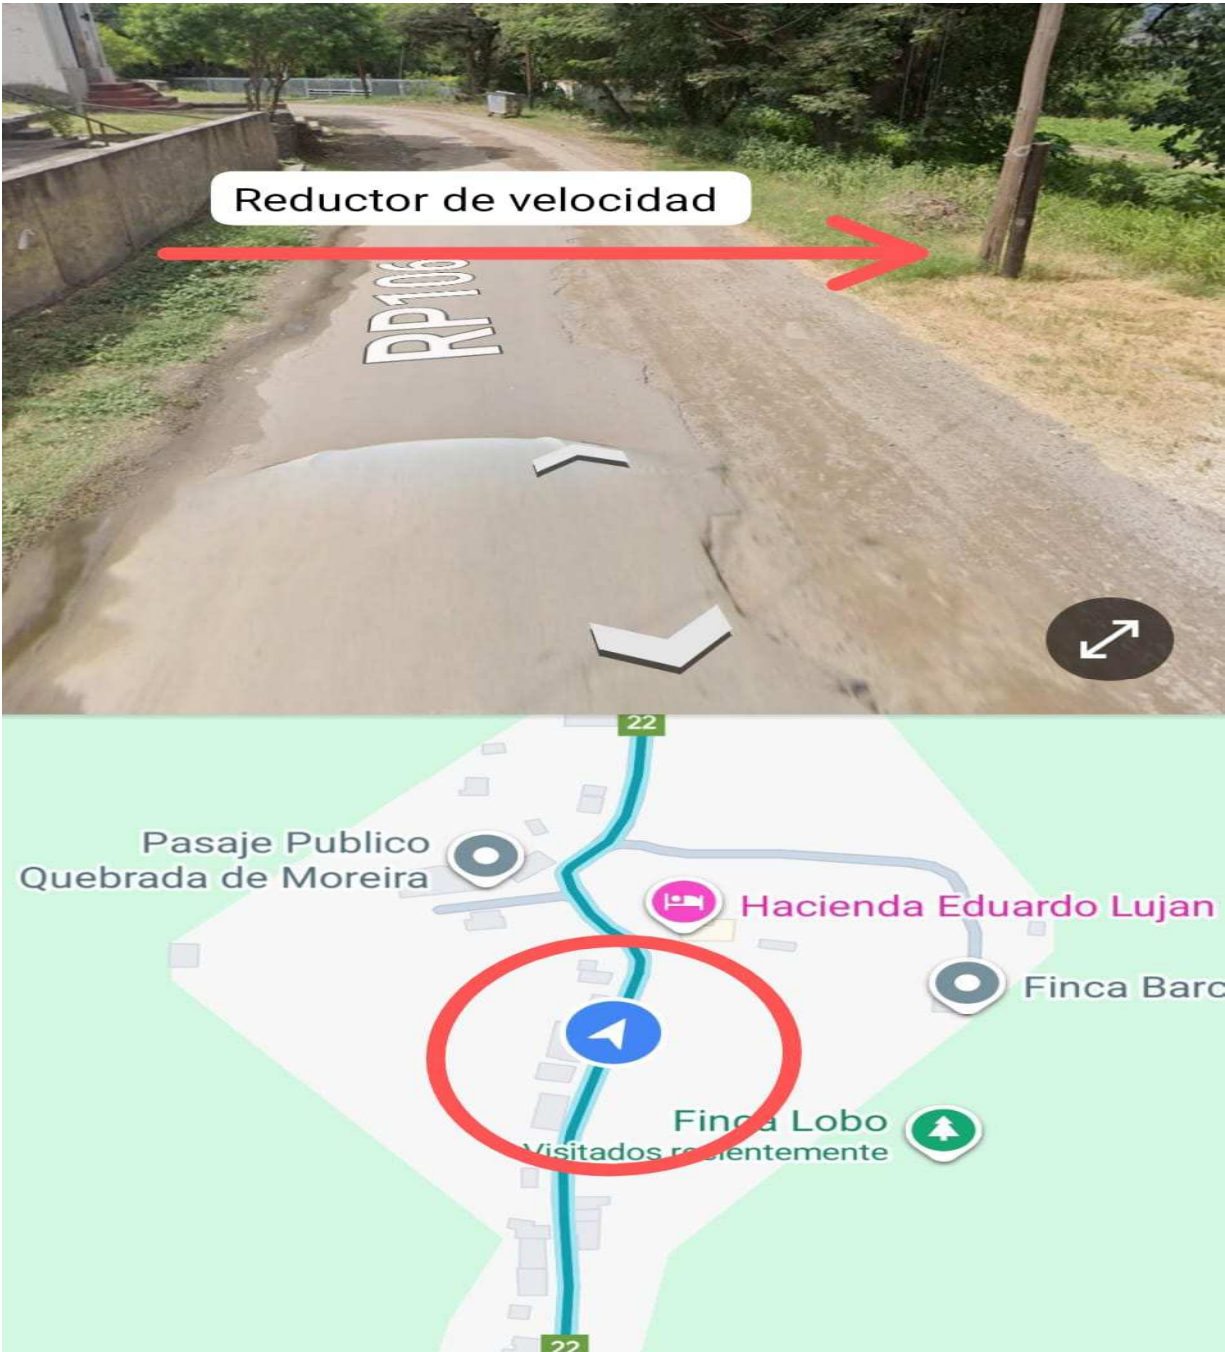 Reductor de velocidad
RP106
22
Pasaje Publico
Quebrada de Moreira
Hacienda Eduardo Lujan
Finca Barc
Finca Lobo
Visitados recientemente
22